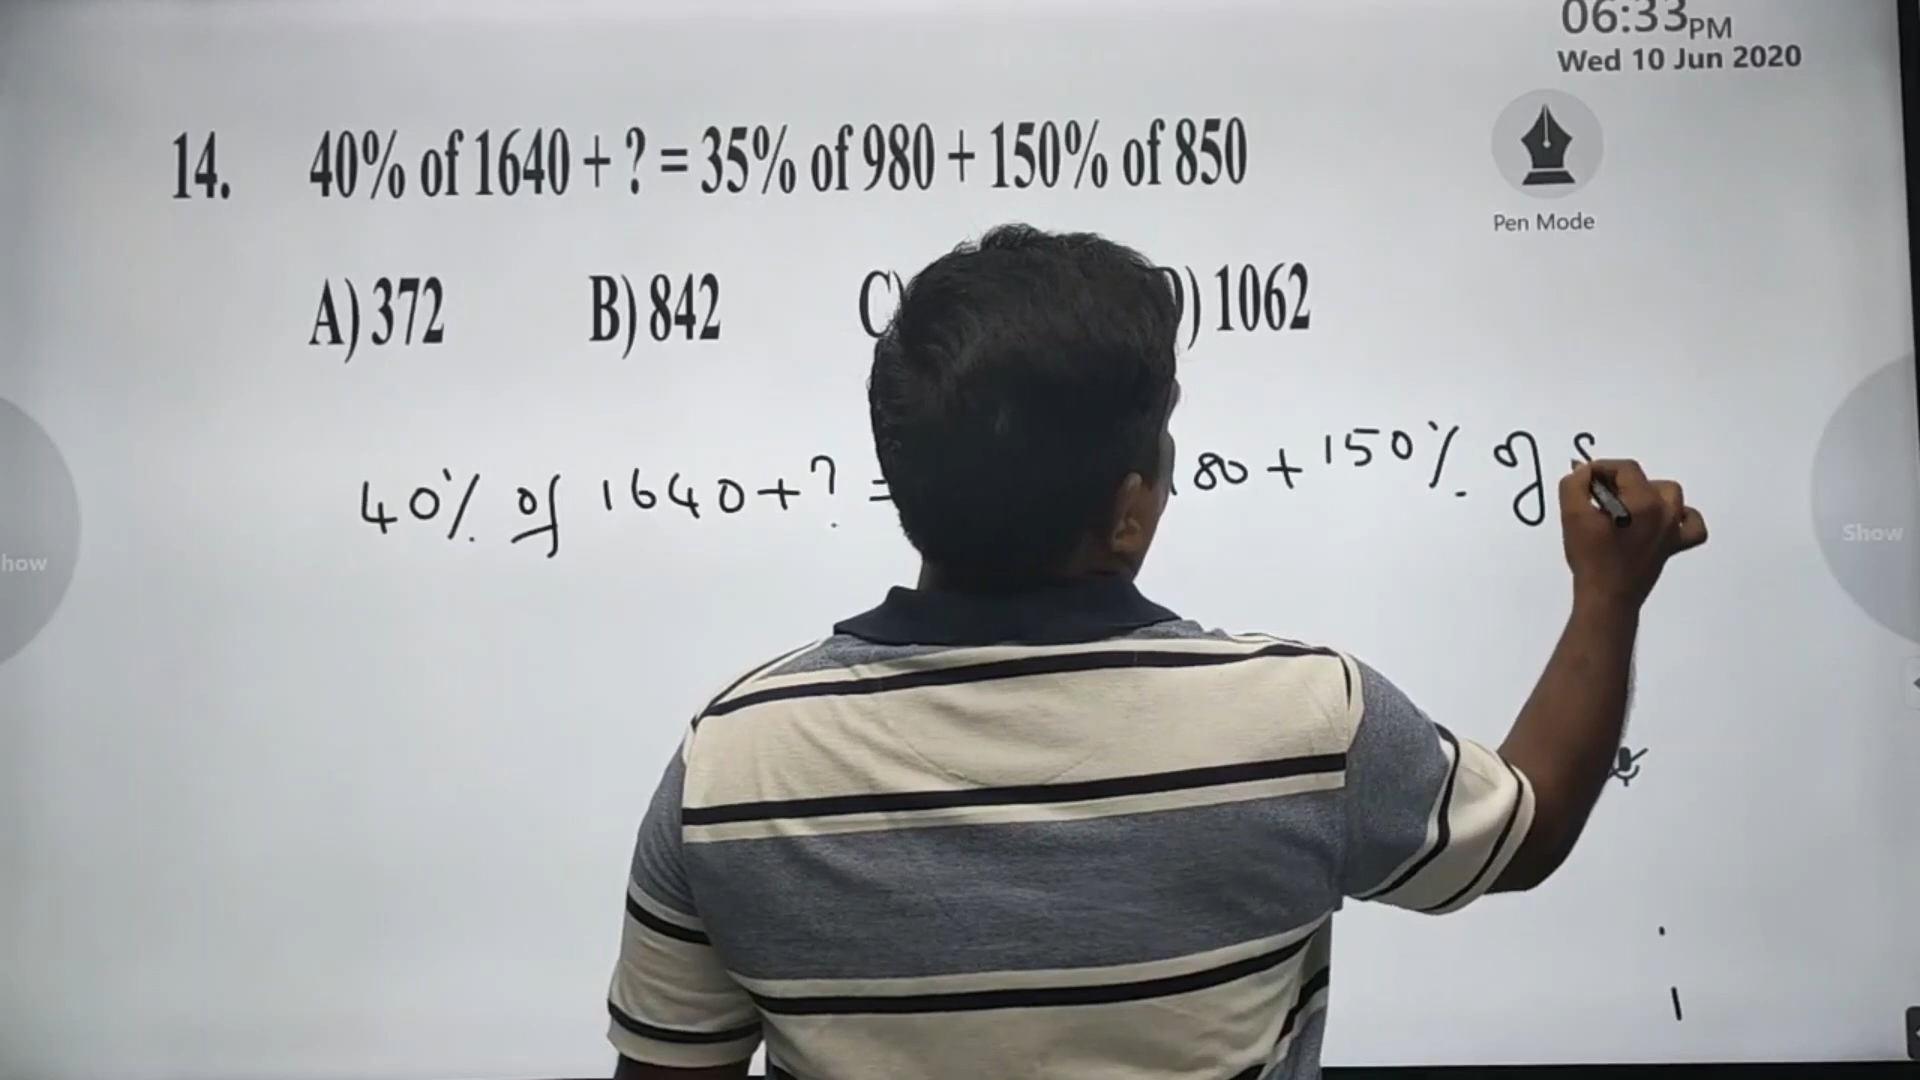 06:33PM
Wed 10 Jun 2020
14. 40% of 1640 + ? = 35% of 980 + 150% of 850
Pen Mode
A) 372 B) 842 C) ) 1062
40% of 1640 + ? = 80 + 150% of
how
Show